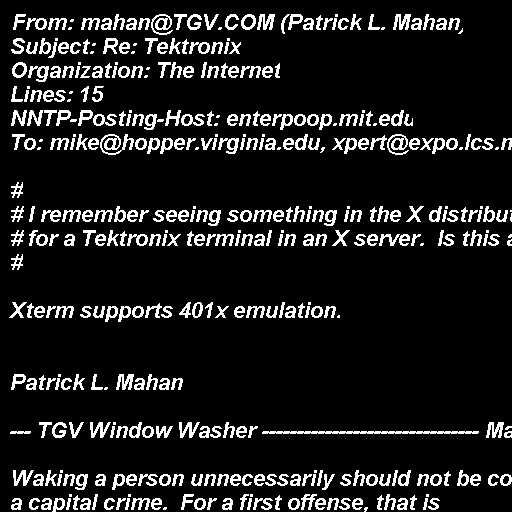 From: mahan@TGV.COM (Patrick L. Mahan)
Subject: Re: Tektronix
Organization: The Internet
Lines: 15
NNTP-Posting-Host: enterpoop.mit.edu
To: mike@hopper.virginia.edu, xpert@expo.lcs.m

#
# I remember seeing something in the X distribut
# for a Tektronix terminal in an X server.  Is this a
#

Xterm supports 401x emulation.


Patrick L. Mahan

--- TGV Window Washer ------------------------------- Ma

Waking a person unnecessarily should not be co
a capital crime.  For a first offense, that is